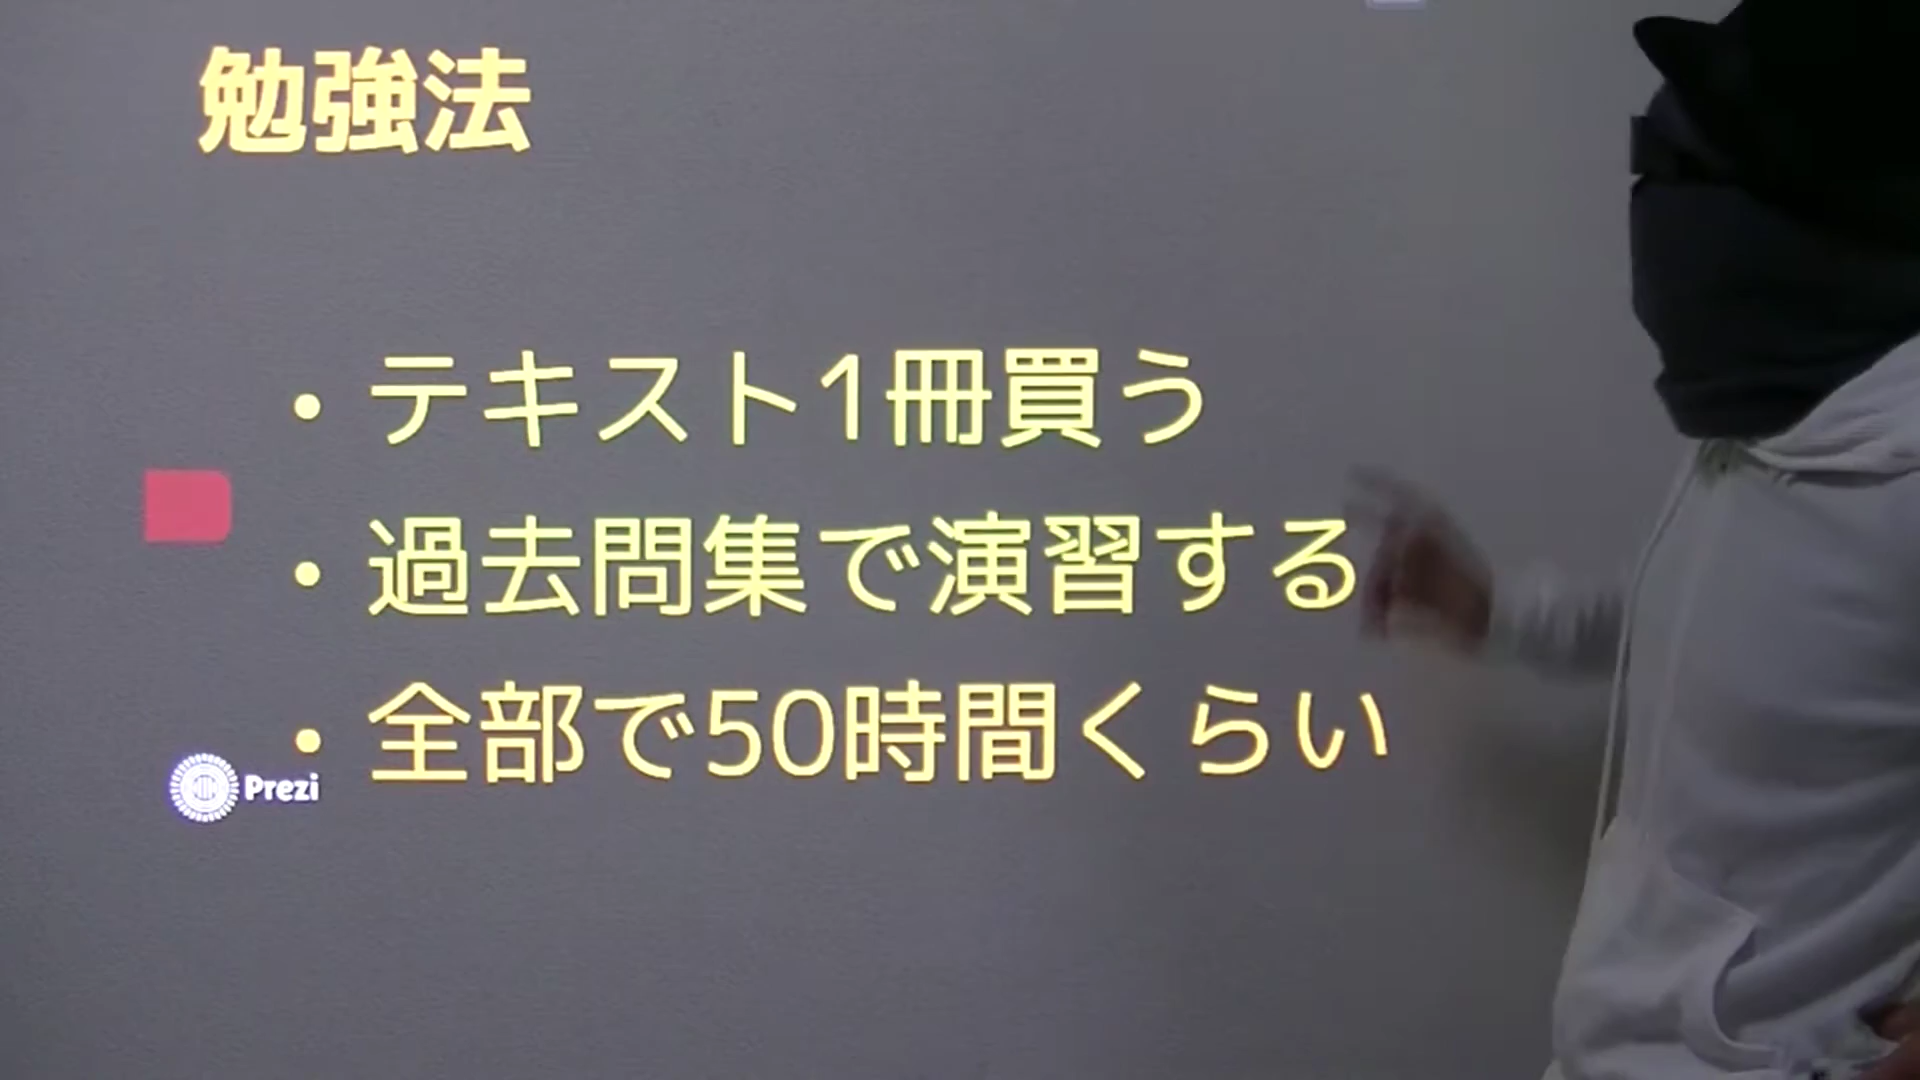 勉強法
・テキスト1冊買う
・過去問集で演習する
・全部で50時間くらい
Prezi